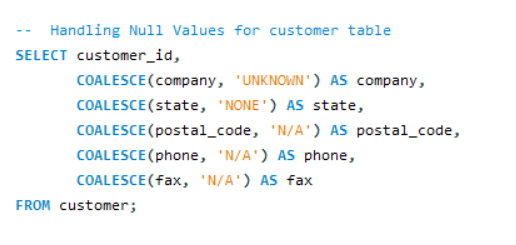 --  Handling Null Values for customer table
SELECT customer_id,
       COALESCE(company, 'UNKNOWN') AS company,
       COALESCE(state, 'NONE') AS state,
       COALESCE(postal_code, 'N/A') AS postal_code,
       COALESCE(phone, 'N/A') AS phone,
       COALESCE(fax, 'N/A') AS fax
FROM customer;